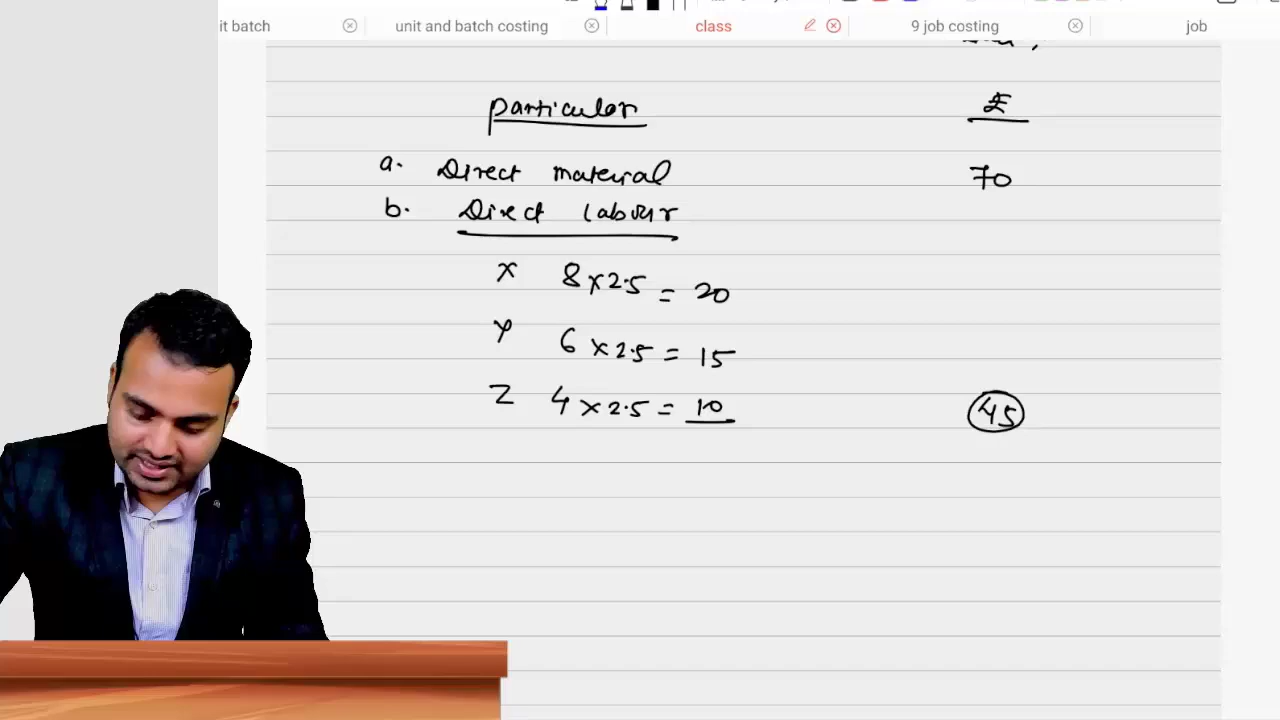 it batch unit and batch costing class 9 job costing job
particular ₹
a. Direct material 70
b. Direct labour
X 8 x 2.5 = 20
Y 6 x 2.5 = 15
Z 4 x 2.5 = 10 45